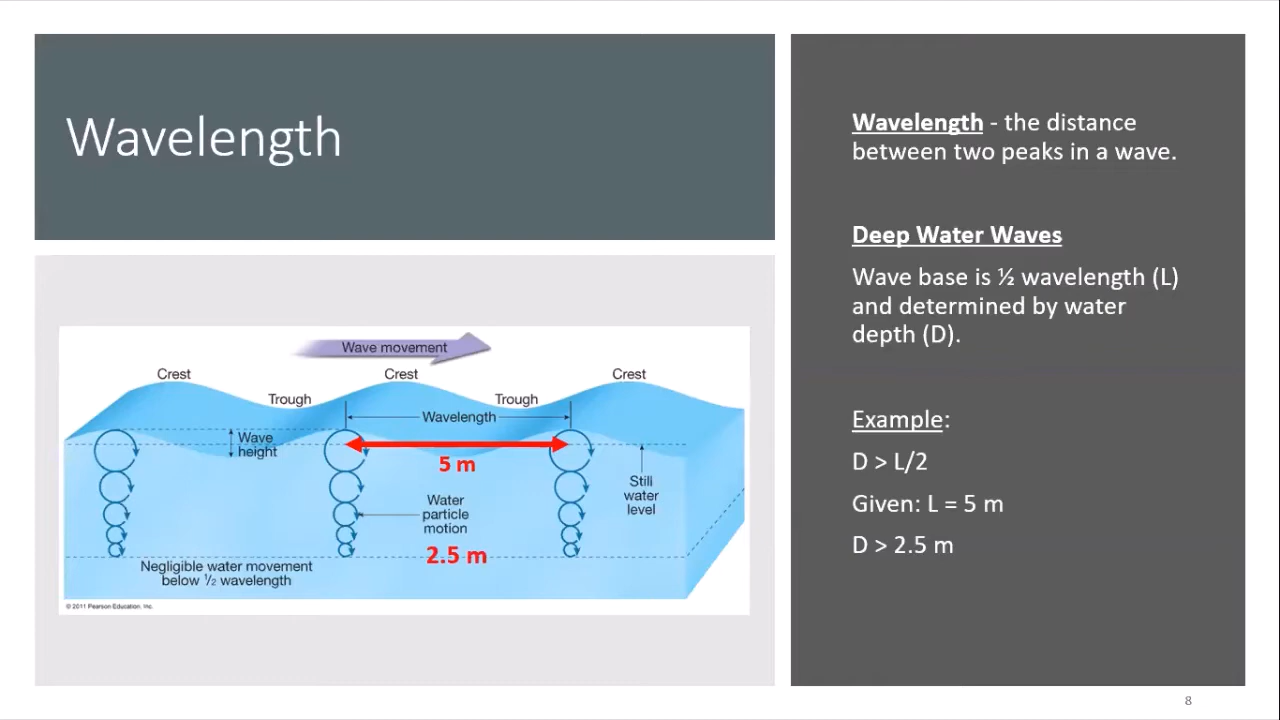 Wavelength
Wave movement
Crest
Crest
Crest
Trough
Trough
Wavelength
Wave
height
5 m
Still
water
level
Water
particle
motion
2.5 m
Negligible water movement
below ½ wavelength
© 2011 Pearson Education, Inc.
Wavelength - the distance
between two peaks in a wave.
Deep Water Waves
Wave base is ½ wavelength (L)
and determined by water
depth (D).
Example:
D > L/2
Given: L = 5 m
D > 2.5 m
8